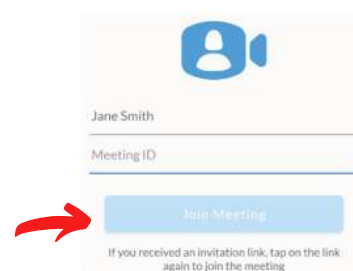 Jane Smith
Meeting ID
Join Meeting
If you received an invitation link, tap on the link
again to join the meeting